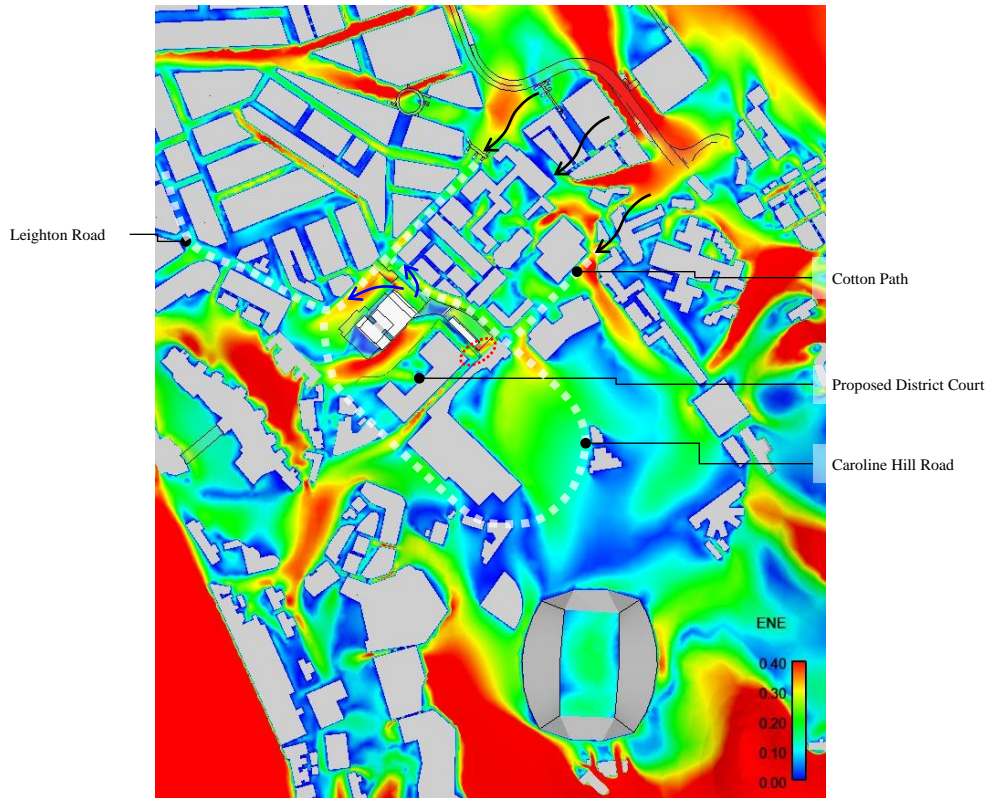 Leighton Road
Cotton Path
Proposed District Court
Caroline Hill Road
ENE
0.40
0.30
0.20
0.10
0.00